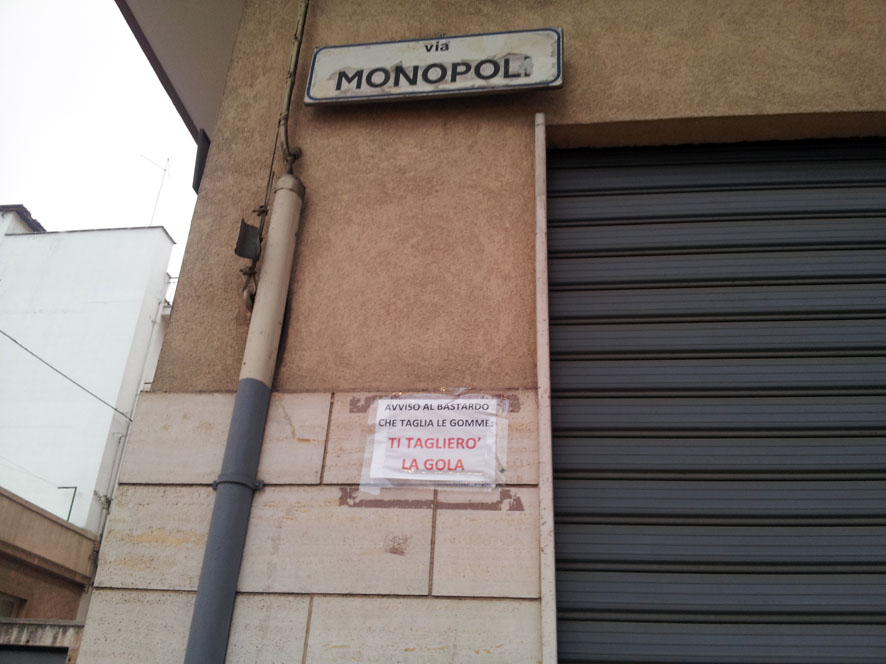 via
MONOPOLI
AVVISO AL BASTARDO
CHE TAGLIA LE GOMME:
TI TAGLIERO'
LA GOLA